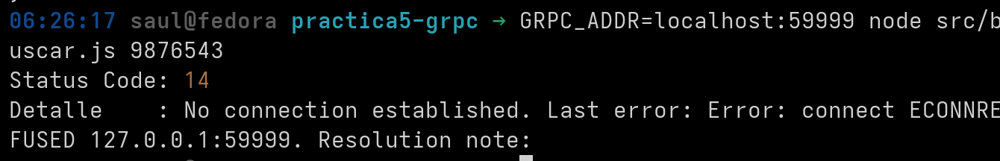 06:26:17 saul@fedora practica5-grpc → GRPC_ADDR=localhost:59999 node src/b
uscar.js 9876543
Status Code: 14
Detalle    : No connection established. Last error: Error: connect ECONNRE
FUSED 127.0.0.1:59999. Resolution note: